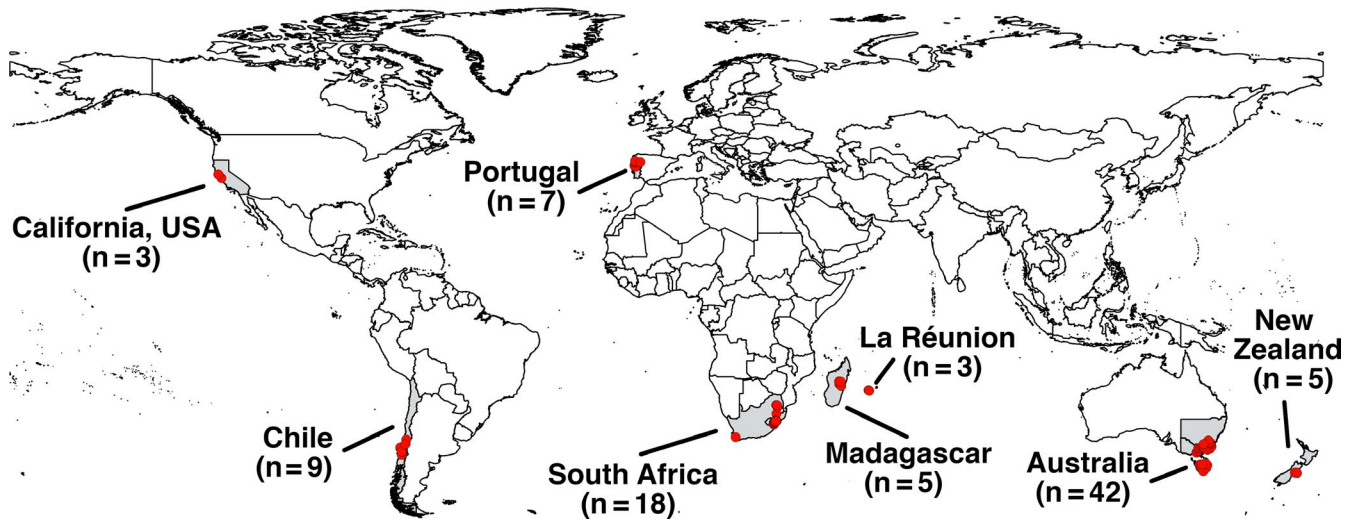 Portugal
(n = 7)
California, USA
(n = 3)
New
Zealand
(n = 5)
La Réunion
(n = 3)
Chile
(n = 9)
South Africa
(n = 18)
Madagascar
(n = 5)
Australia
(n = 42)